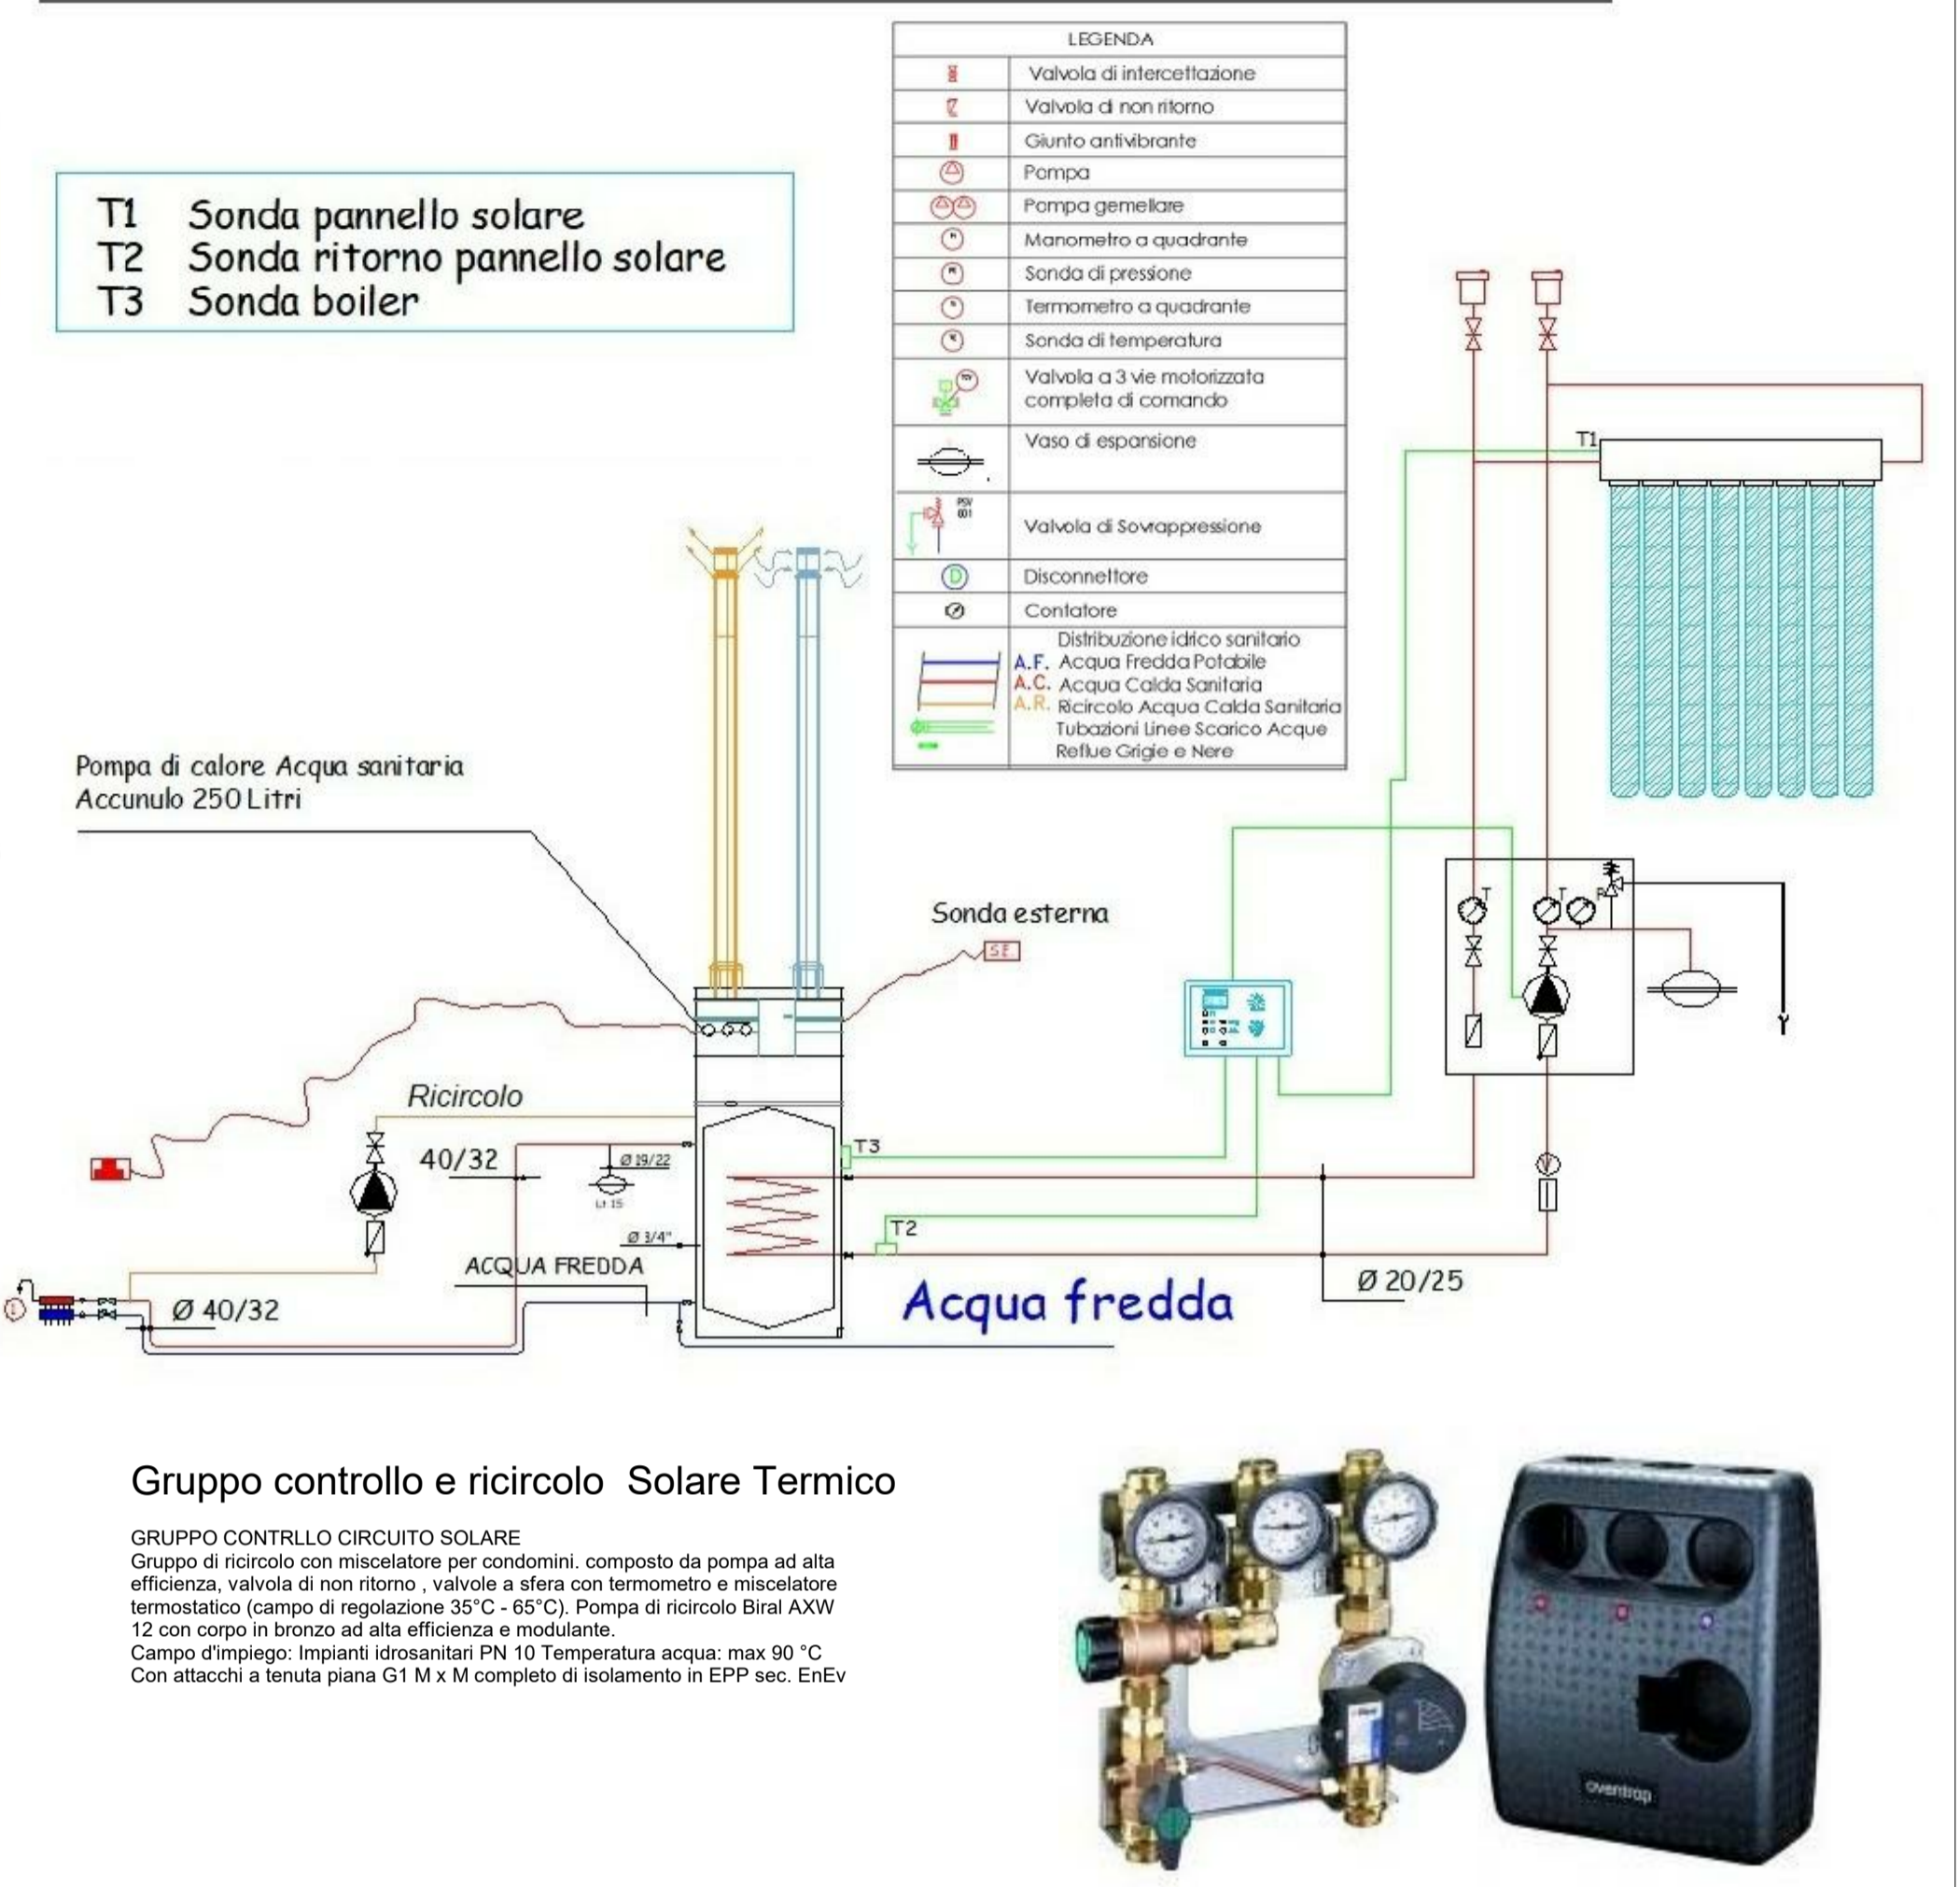 LEGENDA
Valvola di intercettazione
Valvola di non ritorno
Giunto antivibrante
Pompa
Pompa gemellare
Manometro a quadrante
Sonda di pressione
Termometro a quadrante
Sonda di temperatura
Valvola a 3 vie motorizzata
completa di comando
Vaso di espansione
PSV
001
Valvola di Sovrappressione
D
Disconnettore
Contatore
Distribuzione idrico sanitario
A.F. Acqua Fredda Potabile
A.C. Acqua Calda Sanitaria
A.R. Ricircolo Acqua Calda Sanitaria
Tubazioni Linee Scarico Acque
Reflue Grigie e Nere
T1 Sonda pannello solare
T2 Sonda ritorno pannello solare
T3 Sonda boiler
T1
Pompa di calore Acqua sanitaria
Accunulo 250 Litri
Sonda esterna
S.E.
T
T
P
Ricircolo
40/32
Ø 19/22
Lt 15
T3
T2
Ø 3/4"
ACQUA FREDDA
Ø 40/32
Acqua fredda
Ø 20/25
Gruppo controllo e ricircolo Solare Termico
GRUPPO CONTRLLO CIRCUITO SOLARE
Gruppo di ricircolo con miscelatore per condomini. composto da pompa ad alta
efficienza, valvola di non ritorno , valvole a sfera con termometro e miscelatore
termostatico (campo di regolazione 35°C - 65°C). Pompa di ricircolo Biral AXW
12 con corpo in bronzo ad alta efficienza e modulante.
Campo d'impiego: Impianti idrosanitari PN 10 Temperatura acqua: max 90 °C
Con attacchi a tenuta piana G1 M x M completo di isolamento in EPP sec. EnEv
oventrop